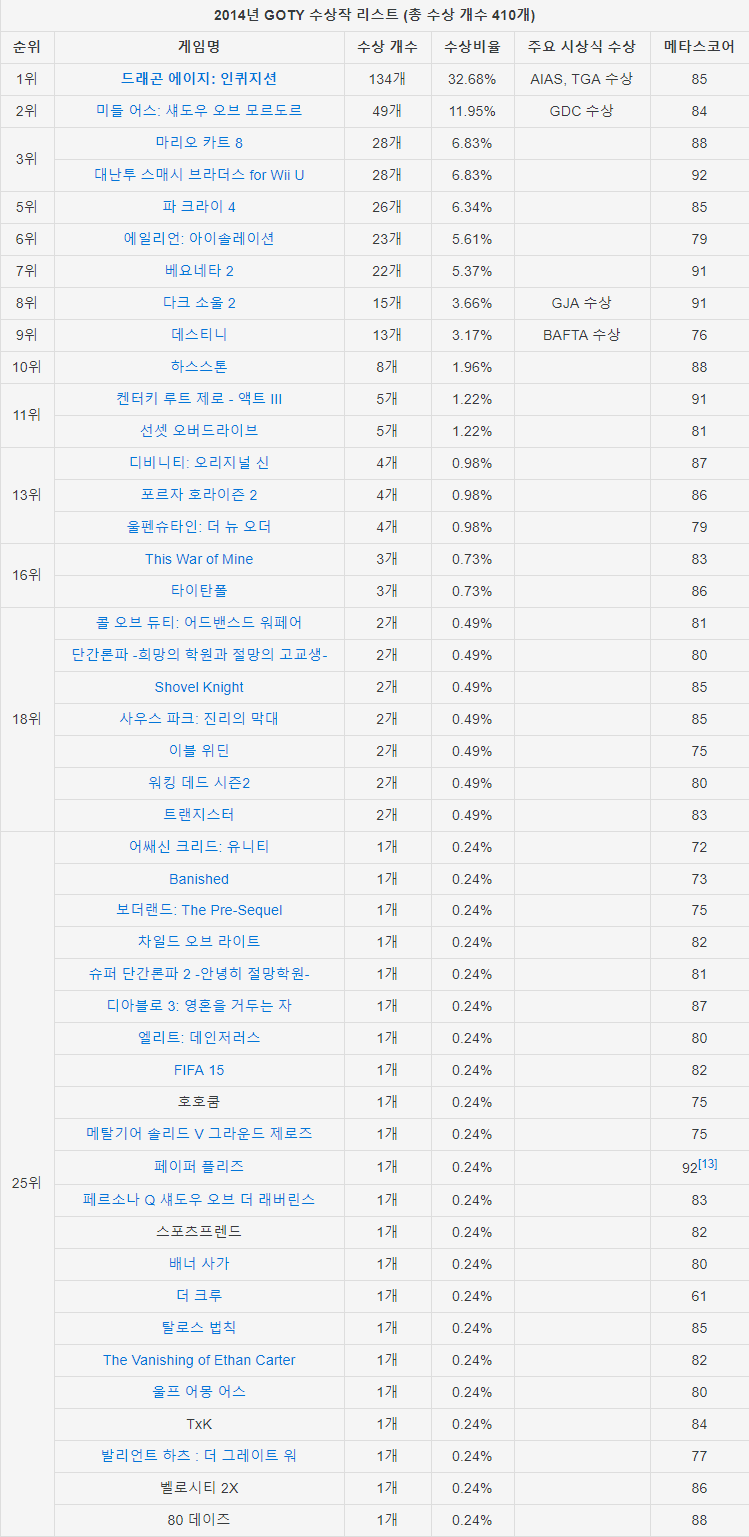 2014년 GOTY 수상작 리스트 (총 수상 개수 410개)
순위 게임명 수상 개수 수상비율 주요 시상식 수상 메타스코어
1위 드래곤 에이지: 인퀴지션 134개 32.68% AIAS, TGA 수상 85
2위 미들 어스: 섀도우 오브 모르도르 49개 11.95% GDC 수상 84
3위 마리오 카트 8 28개 6.83% 88
대난투 스매시 브라더스 for Wii U 28개 6.83% 92
5위 파 크라이 4 26개 6.34% 85
6위 에일리언: 아이솔레이션 23개 5.61% 79
7위 베요네타 2 22개 5.37% 91
8위 다크 소울 2 15개 3.66% GJA 수상 91
9위 데스티니 13개 3.17% BAFTA 수상 76
10위 하스스톤 8개 1.96% 88
11위 켄터키 루트 제로 - 액트 III 5개 1.22% 91
선셋 오버드라이브 5개 1.22% 81
13위 디비니티: 오리지널 신 4개 0.98% 87
포르자 호라이즌 2 4개 0.98% 86
울펜슈타인: 더 뉴 오더 4개 0.98% 79
16위 This War of Mine 3개 0.73% 83
타이탄폴 3개 0.73% 86
18위 콜 오브 듀티: 어드밴스드 워페어 2개 0.49% 81
단간론파 -희망의 학원과 절망의 고교생- 2개 0.49% 80
Shovel Knight 2개 0.49% 85
사우스 파크: 진리의 막대 2개 0.49% 85
이블 위딘 2개 0.49% 75
워킹 데드 시즌2 2개 0.49% 80
트랜지스터 2개 0.49% 83
25위 어쌔신 크리드: 유니티 1개 0.24% 72
Banished 1개 0.24% 73
보더랜드: The Pre-Sequel 1개 0.24% 75
차일드 오브 라이트 1개 0.24% 82
슈퍼 단간론파 2 -안녕히 절망학원- 1개 0.24% 81
디아블로 3: 영혼을 거두는 자 1개 0.24% 87
엘리트: 데인저러스 1개 0.24% 80
FIFA 15 1개 0.24% 82
호호쿰 1개 0.24% 75
메탈기어 솔리드 V 그라운드 제로즈 1개 0.24% 75
페이퍼 플리즈 1개 0.24% 92[13]
페르소나 Q 섀도우 오브 더 래버린스 1개 0.24% 83
스포츠프렌드 1개 0.24% 82
배너 사가 1개 0.24% 80
더 크루 1개 0.24% 61
탈로스 법칙 1개 0.24% 85
The Vanishing of Ethan Carter 1개 0.24% 82
울프 어몽 어스 1개 0.24% 80
TxK 1개 0.24% 84
발리언트 하츠 : 더 그레이트 워 1개 0.24% 77
벨로시티 2X 1개 0.24% 86
80 데이즈 1개 0.24% 88